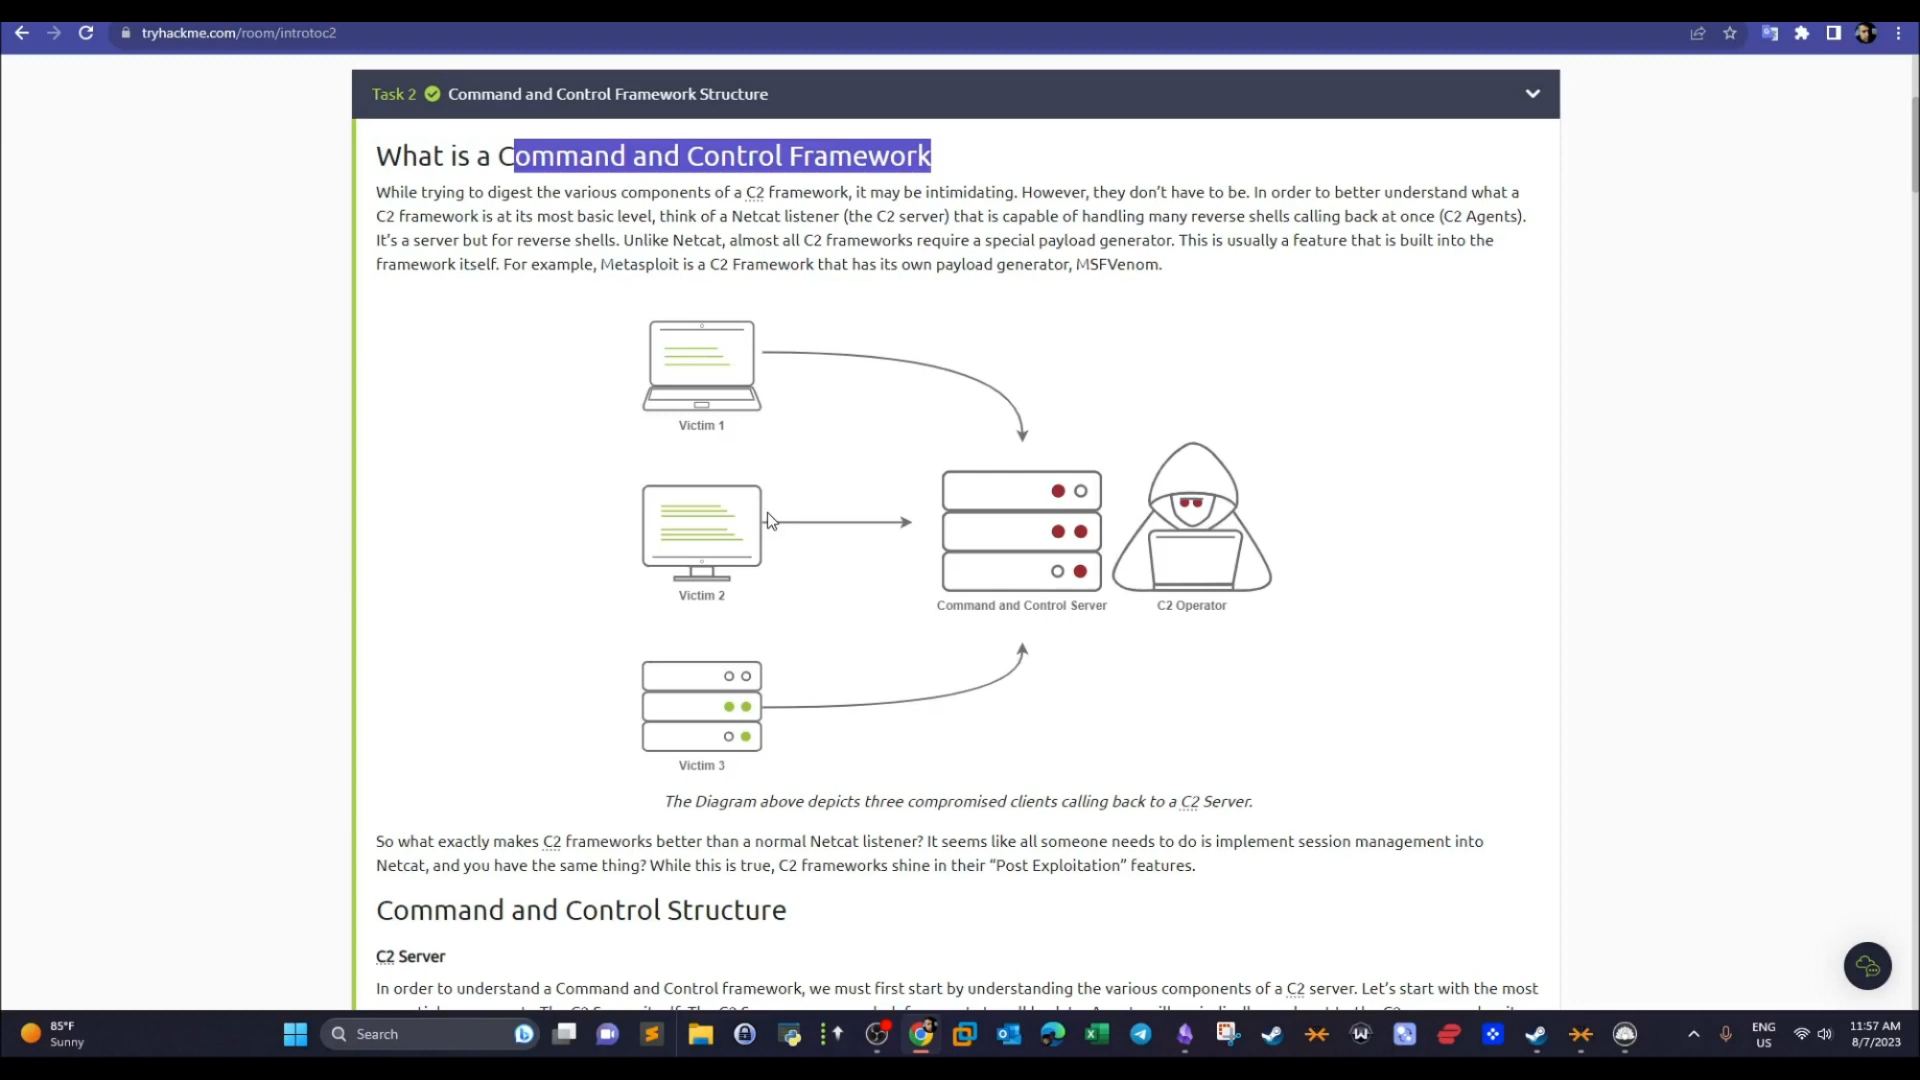 tryhackme.com/room/introtoc2
Task 2 Command and Control Framework Structure
What is a Command and Control Framework
While trying to digest the various components of a C2 framework, it may be intimidating. However, they don't have to be. In order to better understand what a
C2 framework is at its most basic level, think of a Netcat listener (the C2 server) that is capable of handling many reverse shells calling back at once (C2 Agents).
It's a server but for reverse shells. Unlike Netcat, almost all C2 frameworks require a special payload generator. This is usually a feature that is built into the
framework itself. For example, Metasploit is a C2 Framework that has its own payload generator, MSFVenom.
Victim 1
Victim 2
Command and Control Server
C2 Operator
Victim 3
The Diagram above depicts three compromised clients calling back to a C2 Server.
So what exactly makes C2 frameworks better than a normal Netcat listener? It seems like all someone needs to do is implement session management into
Netcat, and you have the same thing? While this is true, C2 frameworks shine in their “Post Exploitation” features.
Command and Control Structure
C2 Server
In order to understand a Command and Control framework, we must first start by understanding the various components of a C2 server. Let's start with the most
85°F
Sunny
Search
ENG
US
11:57 AM
8/7/2023